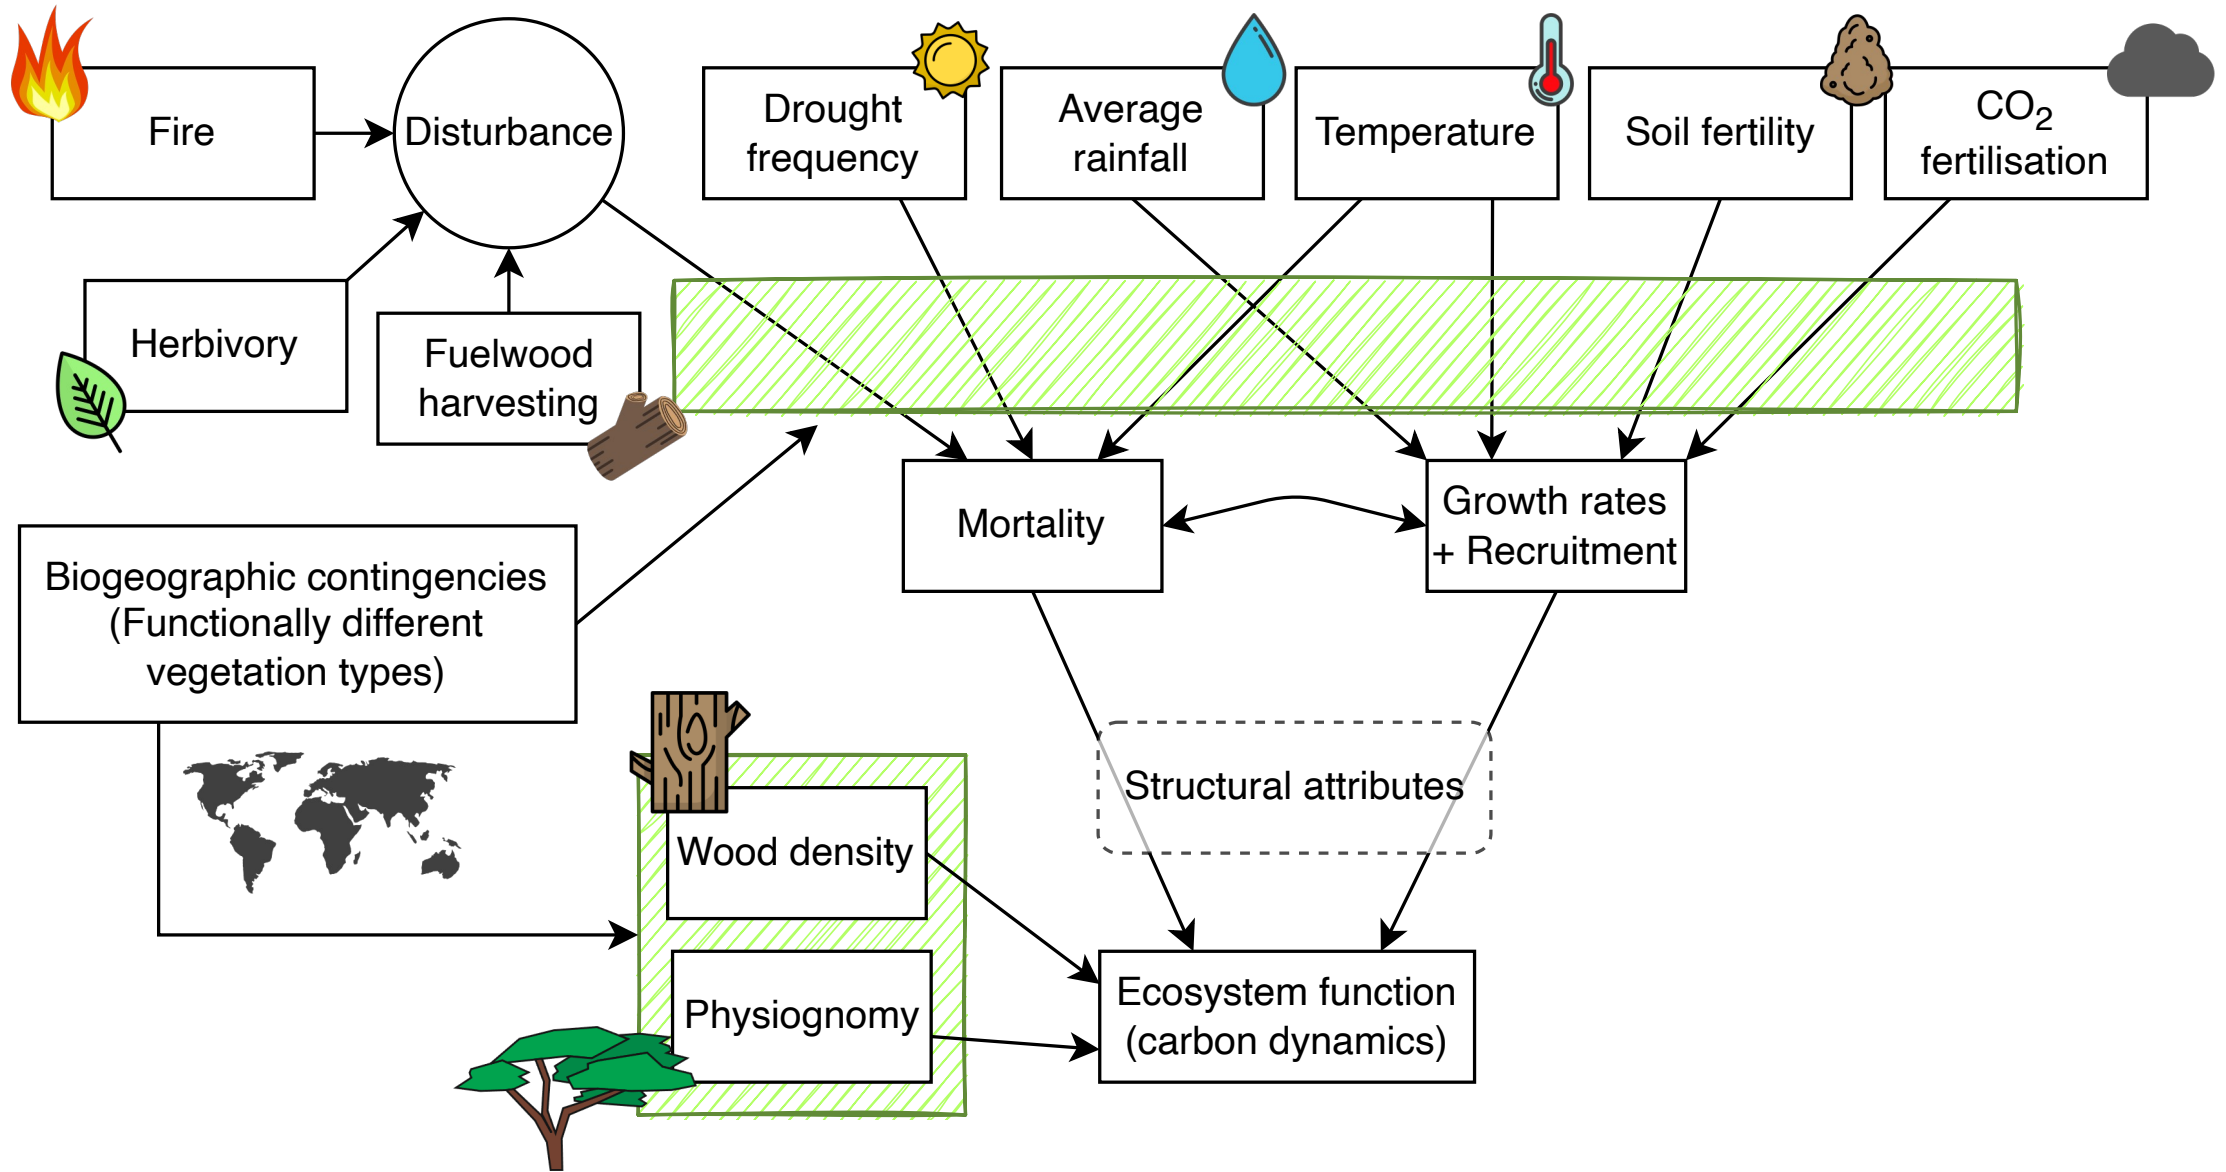 Fire
Disturbance
Drought
frequency
Average
rainfall
Temperature
Soil fertility
CO₂
fertilisation
Herbivory
Fuelwood
harvesting
Mortality
Growth rates
+ Recruitment
Biogeographic contingencies
(Functionally different
vegetation types)
Structural attributes
Wood density
Physiognomy
Ecosystem function
(carbon dynamics)